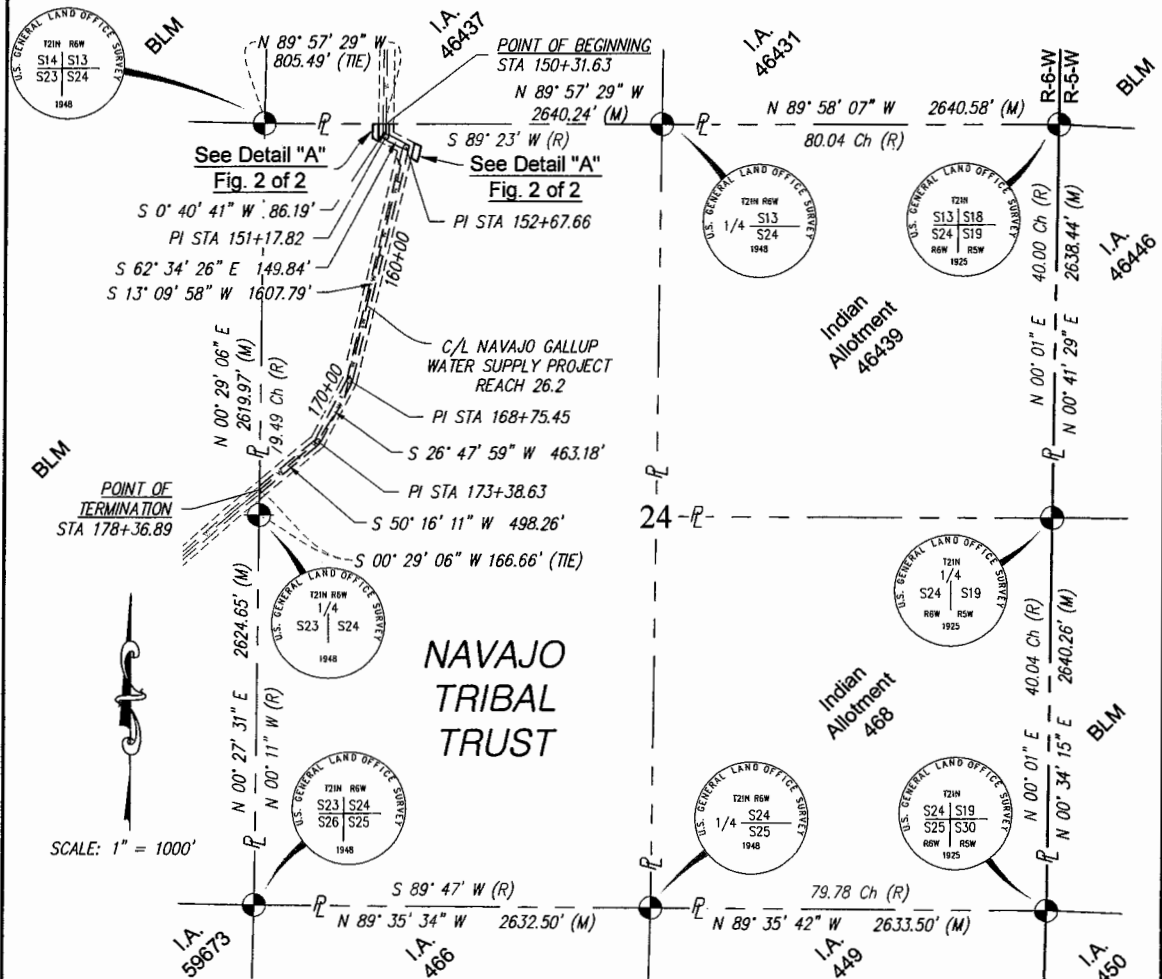 U.S. GENERAL LAND OFFICE SURVEY
T21N R6W
S14 S13
S23 S24
1948
BLM
N 89° 57' 29" W
805.49' (TIE)
I.A.
46437
POINT OF BEGINNING
STA 150+31.63
I.A.
46431
N 89° 57' 29" W
2640.24' (M)
S 89° 23' W (R)
N 89° 58' 07" W 2640.58' (M)
80.04 Ch (R)
R-6-W
R-5-W
BLM
See Detail "A"
Fig. 2 of 2
See Detail "A"
Fig. 2 of 2
S 0° 40' 41" W 86.19'
PI STA 151+17.82
PI STA 152+67.66
S 62° 34' 26" E 149.84'
S 13° 09' 58" W 1607.79'
160+00
U.S. GENERAL LAND OFFICE SURVEY
T21N R6W
1/4 S13
S24
1948
U.S. GENERAL LAND OFFICE SURVEY
T21N
S13 S18
S24 S19
R6W R5W
1925
40.00 Ch (R)
2638.44' (M)
N 00° 01" E
N 00° 41' 29" E
I.A.
46446
Indian
Allotment
46439
C/L NAVAJO GALLUP
WATER SUPPLY PROJECT
REACH 26.2
N 00° 29' 06" E
2619.97' (M)
9.49 Ch (R)
170+00
PI STA 168+75.45
S 26° 47' 59" W 463.18'
PI STA 173+38.63
S 50° 16' 11" W 498.26'
BLM
POINT OF
TERMINATION
STA 178+36.89
S 00° 29' 06" W 166.66' (TIE)
24
U.S. GENERAL LAND OFFICE SURVEY
T21N R6W
1/4
S23 S24
1948
U.S. GENERAL LAND OFFICE SURVEY
T21N
1/4
S24 S19
R6W R5W
1925
N 00° 27' 31" E 2624.65' (M)
N 00° 11" W (R)
NAVAJO
TRIBAL
TRUST
Indian
Allotment
468
N 00° 01" E 40.04 Ch (R)
N 00° 34' 15" E 2640.26' (M)
BLM
SCALE: 1" = 1000'
U.S. GENERAL LAND OFFICE SURVEY
T21N R6W
S23 S24
S26 S25
1948
U.S. GENERAL LAND OFFICE SURVEY
T21N R6W
1/4 S24
S25
1948
U.S. GENERAL LAND OFFICE SURVEY
T21N
S24 S19
S25 S30
R6W R5W
1925
S 89° 47' W (R)
N 89° 35' 34" W 2632.50' (M)
79.78 Ch (R)
N 89° 35' 42" W 2633.50' (M)
I.A.
59673
I.A.
466
I.A.
449
I.A.
450